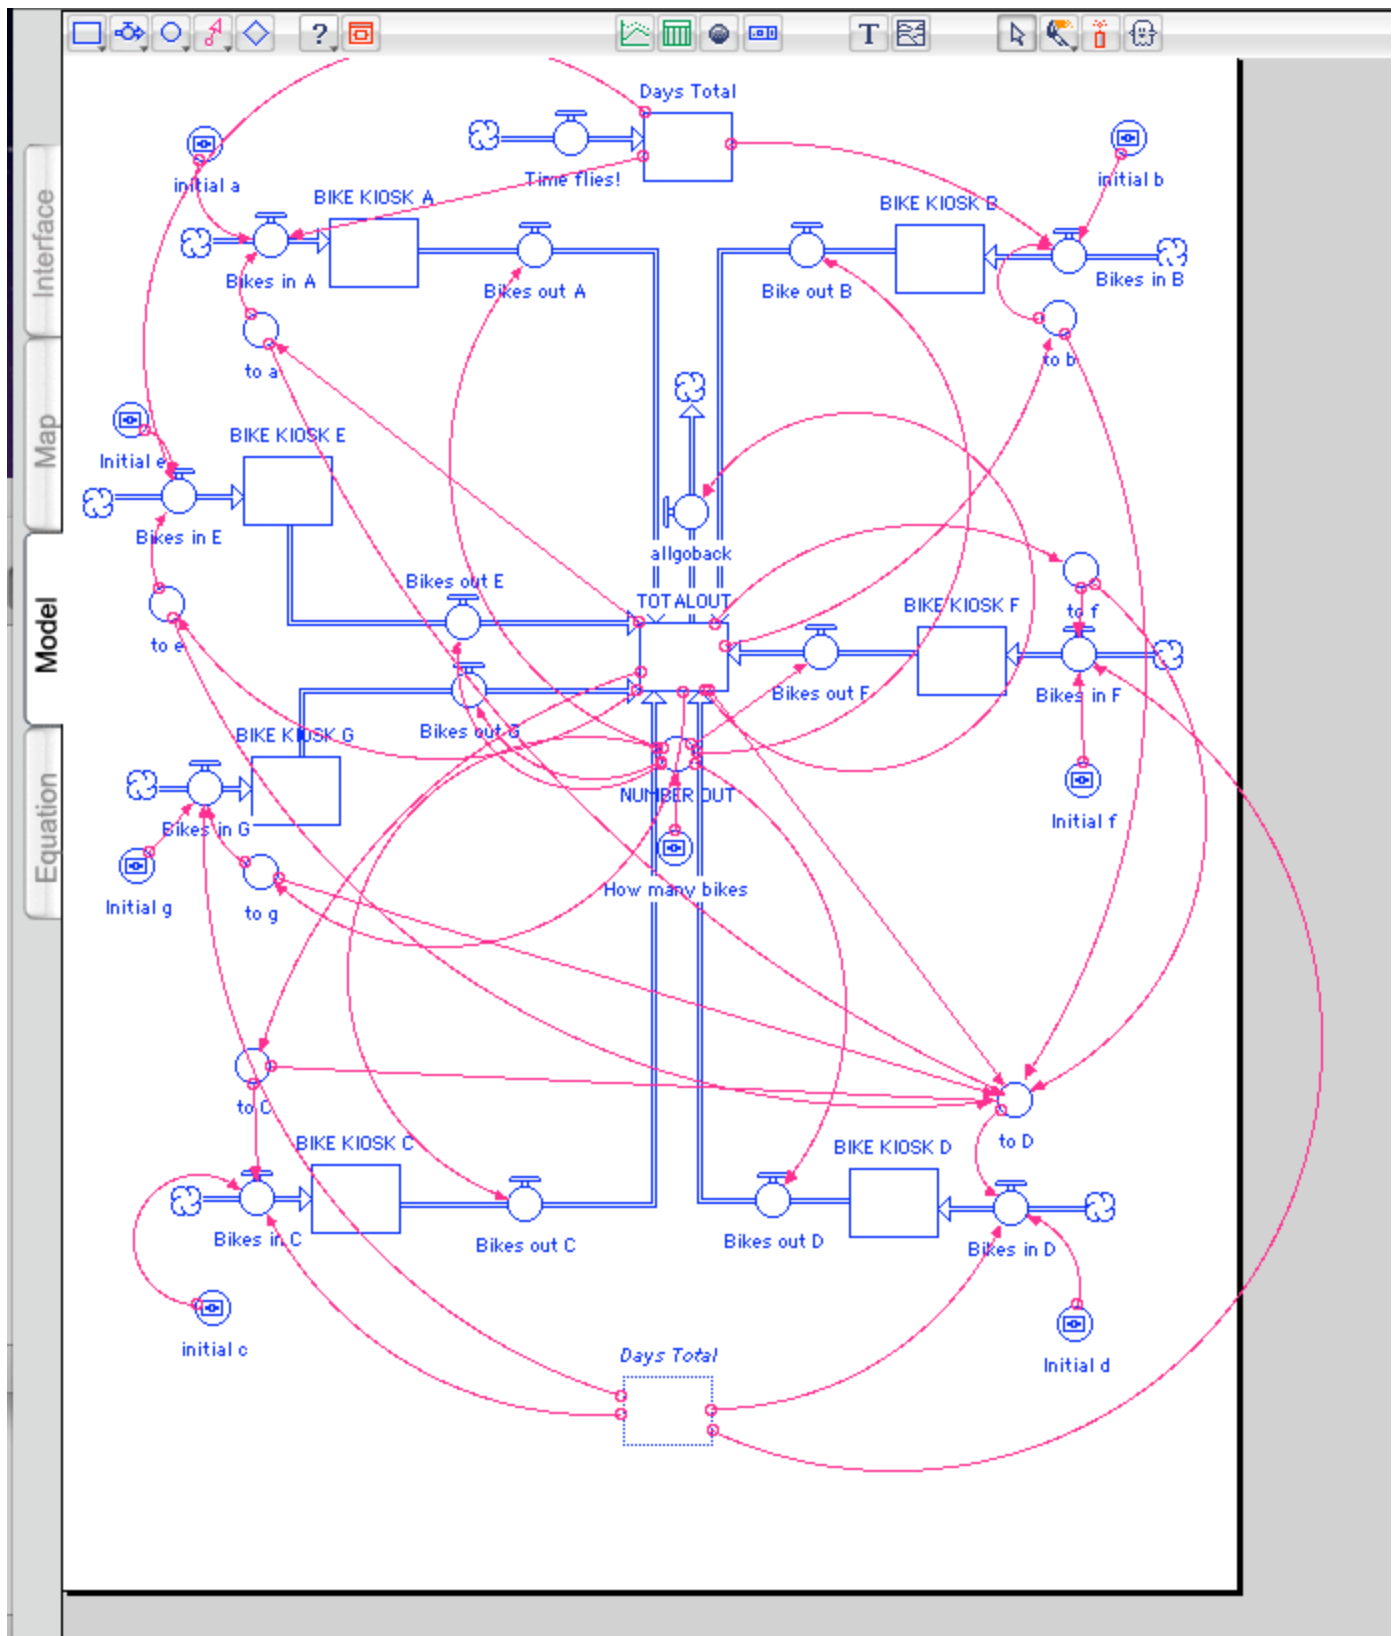 ?
T
Interface
Map
Model
Equation
Days Total
Time flies!
initial a
initial b
BIKE KIOSK A
BIKE KIOSK B
Bikes in A
Bikes out A
Bike out B
Bikes in B
to a
to b
BIKE KIOSK E
Initial e
Bikes in E
allgoback
Bikes out E
TOTALOUT
BIKE KIOSK F
to f
to e
Bikes out F
Bikes in F
BIKE KIOSK G
Bikes out G
NUMBER OUT
Bikes in G
Initial f
How many bikes
Initial g
to g
to C
to D
BIKE KIOSK C
BIKE KIOSK D
Bikes in C
Bikes out C
Bikes out D
Bikes in D
initial c
Days Total
Initial d